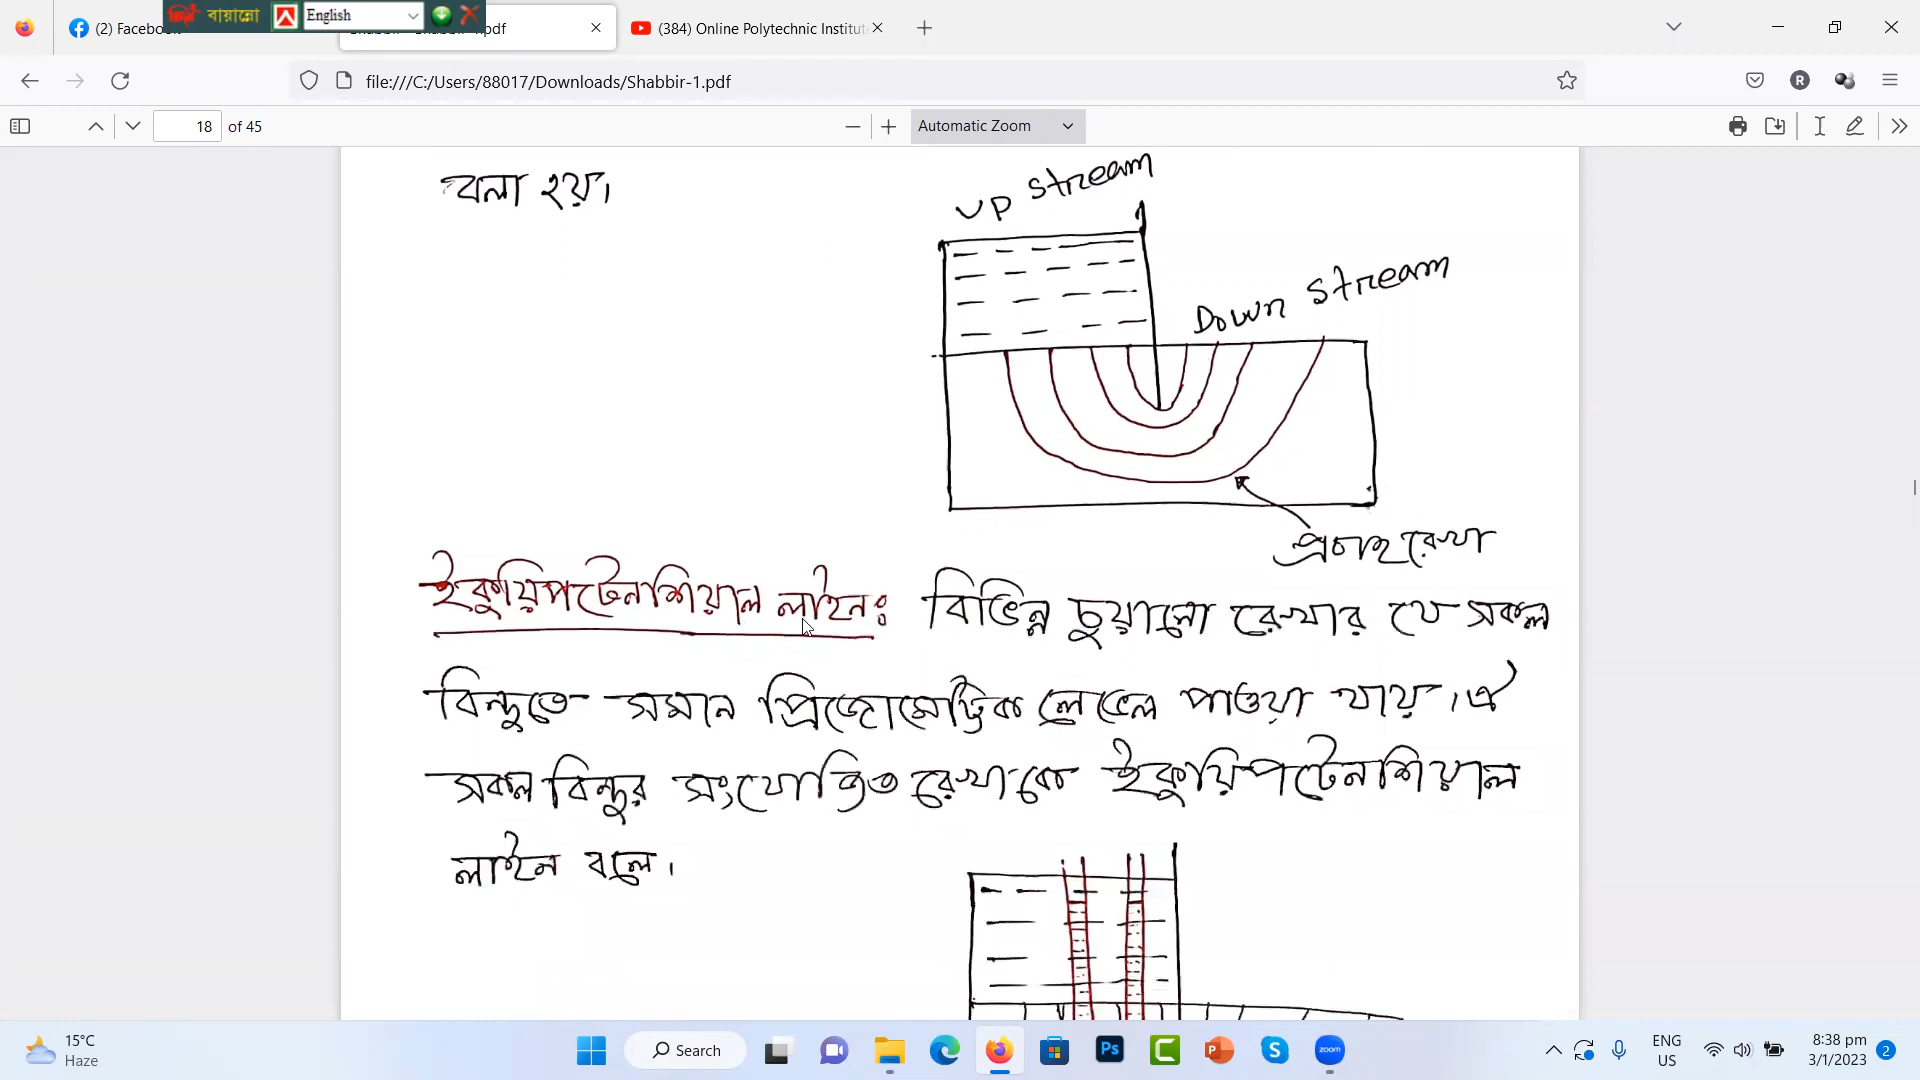 বায়ান্নো English
(2) Facebook
(384) Online Polytechnic Institut
file:///C:/Users/88017/Downloads/Shabbir-1.pdf
18 of 45
Automatic Zoom
বলা হয়।
UP stream
Down stream
প্রবাহ রেখা
ইকুয়িপটেনশিয়াল লাইনঃ বিভিন্ন চুয়ানো রেখার যে সকল
বিন্দুতে সমান প্রিজোমেট্রিক লেভেল পাওয়া যায়। ঐ
সকল বিন্দুর সংযোজিত রেখাকে ইকুয়িপটেনশিয়াল
লাইন বলে।
15°C
Haze
Search
zoom
ENG
US
8:38 pm
3/1/2023
2